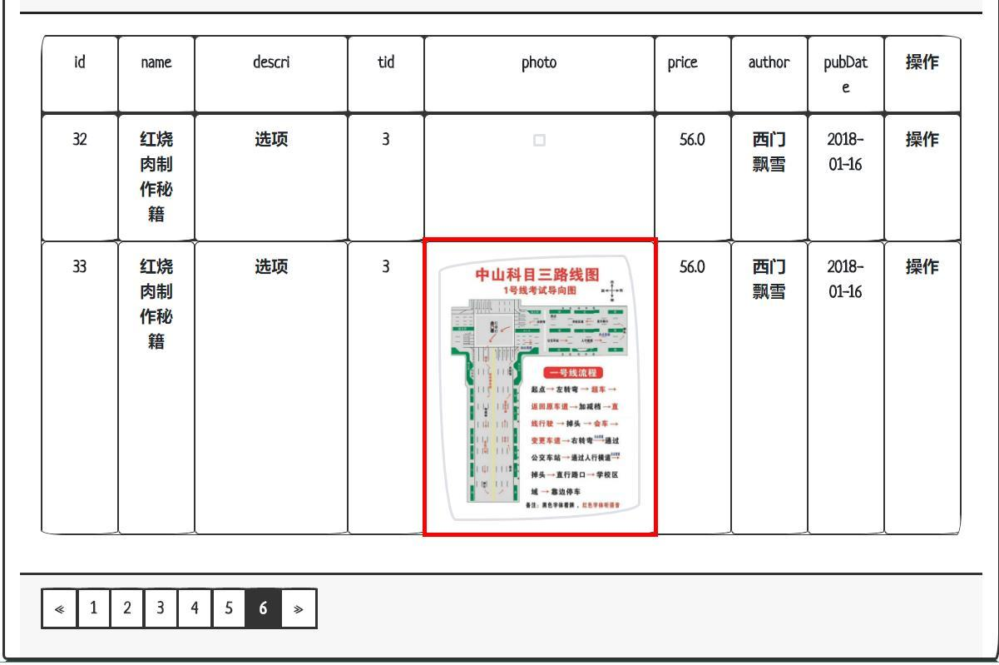 id name descri tid photo price author pubDat
e 操作
32 红烧
肉制
作秘
籍 选项 3 56.0 西门
飘雪 2018-
01-16 操作
33 红烧
肉制
作秘
籍 选项 3 56.0 西门
飘雪 2018-
01-16 操作
中山科目三路线图
1号线考试导向图
一号线流程
起点→左转弯→超车→
返回原车道→加减档→直
线行驶→掉头→会车→
变更车道→右转弯→通过
公交车站→通过人行横道→
掉头→直行路口→学校区
域→靠边停车
备注：黑色字体看牌，红色字体听语音
« 1 2 3 4 5 6 »